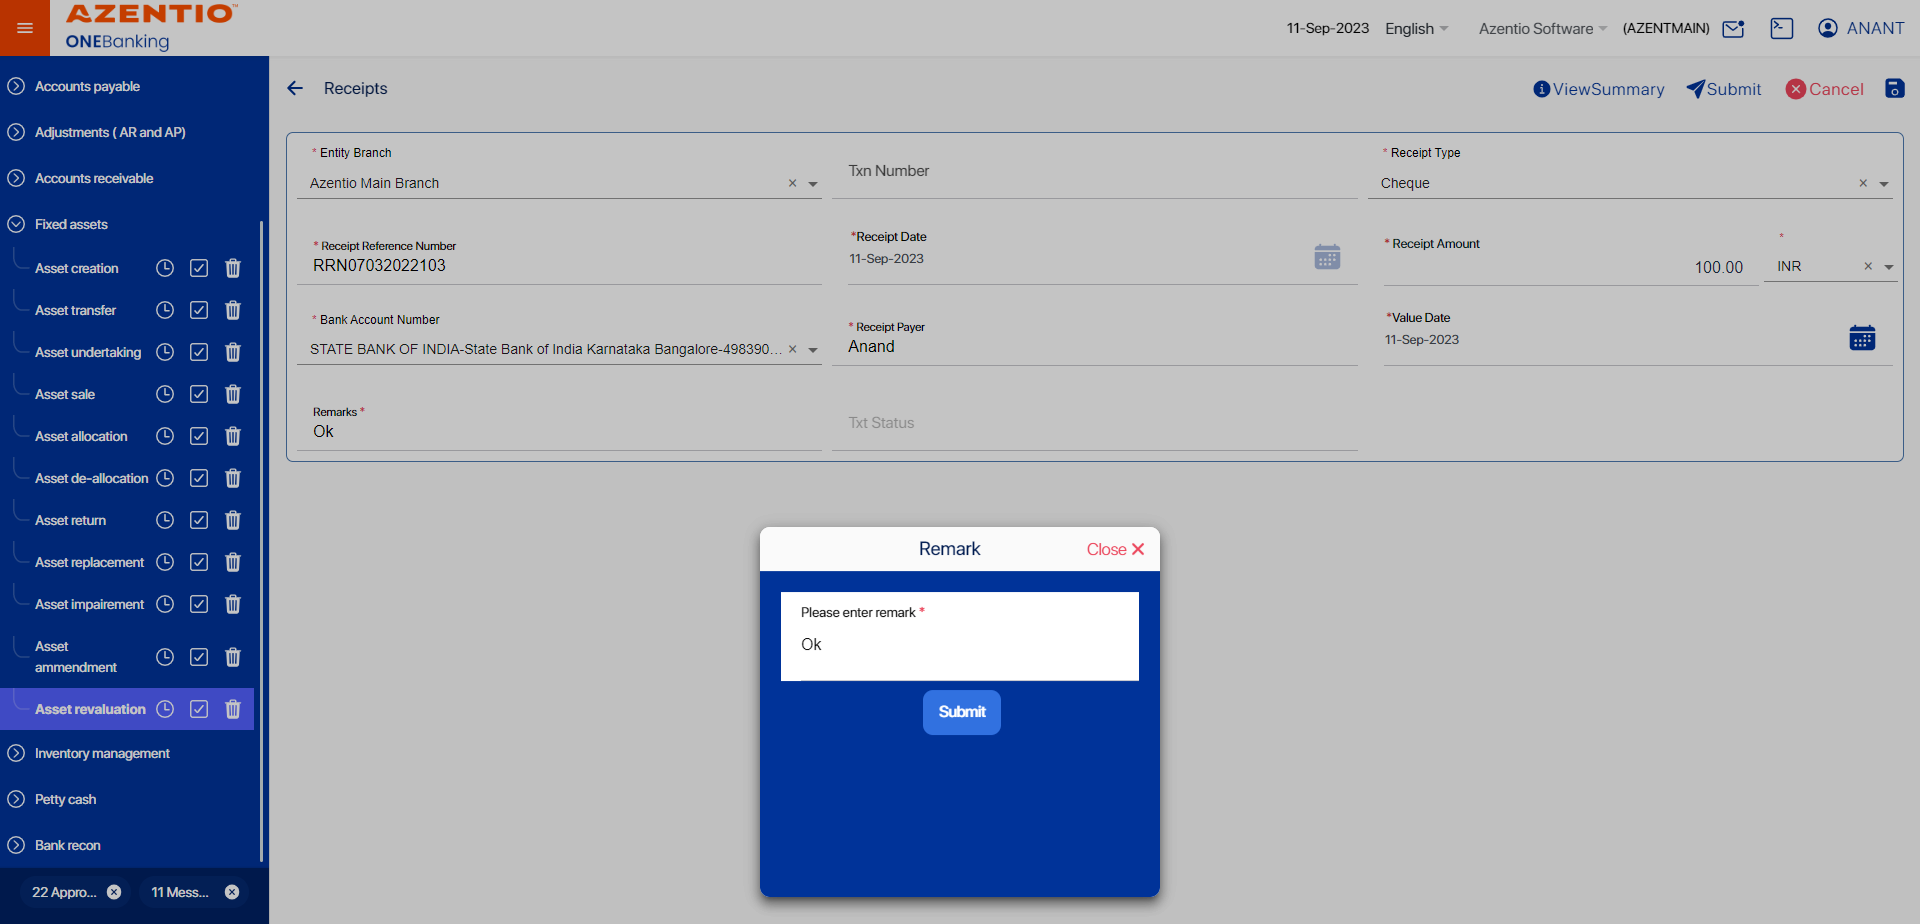 AZENTIO™
ONEBanking
11-Sep-2023 English Azentio Software (AZENTMAIN) ANANT
Accounts payable
Adjustments ( AR and AP)
Accounts receivable
Fixed assets
Asset creation
Asset transfer
Asset undertaking
Asset sale
Asset allocation
Asset de-allocation
Asset return
Asset replacement
Asset impairement
Asset
ammendment
Asset revaluation
Inventory management
Petty cash
Bank recon
22 Appro...
11 Mess...
Receipts
ViewSummary
Submit
Cancel
* Entity Branch
Azentio Main Branch
Txn Number
* Receipt Type
Cheque
* Receipt Reference Number
RRN07032022103
*Receipt Date
11-Sep-2023
* Receipt Amount
100.00
*
INR
* Bank Account Number
STATE BANK OF INDIA-State Bank of India Karnataka Bangalore-498390...
* Receipt Payer
Anand
*Value Date
11-Sep-2023
Remarks *
Ok
Txt Status
Remark
Close
Please enter remark *
Ok
Submit